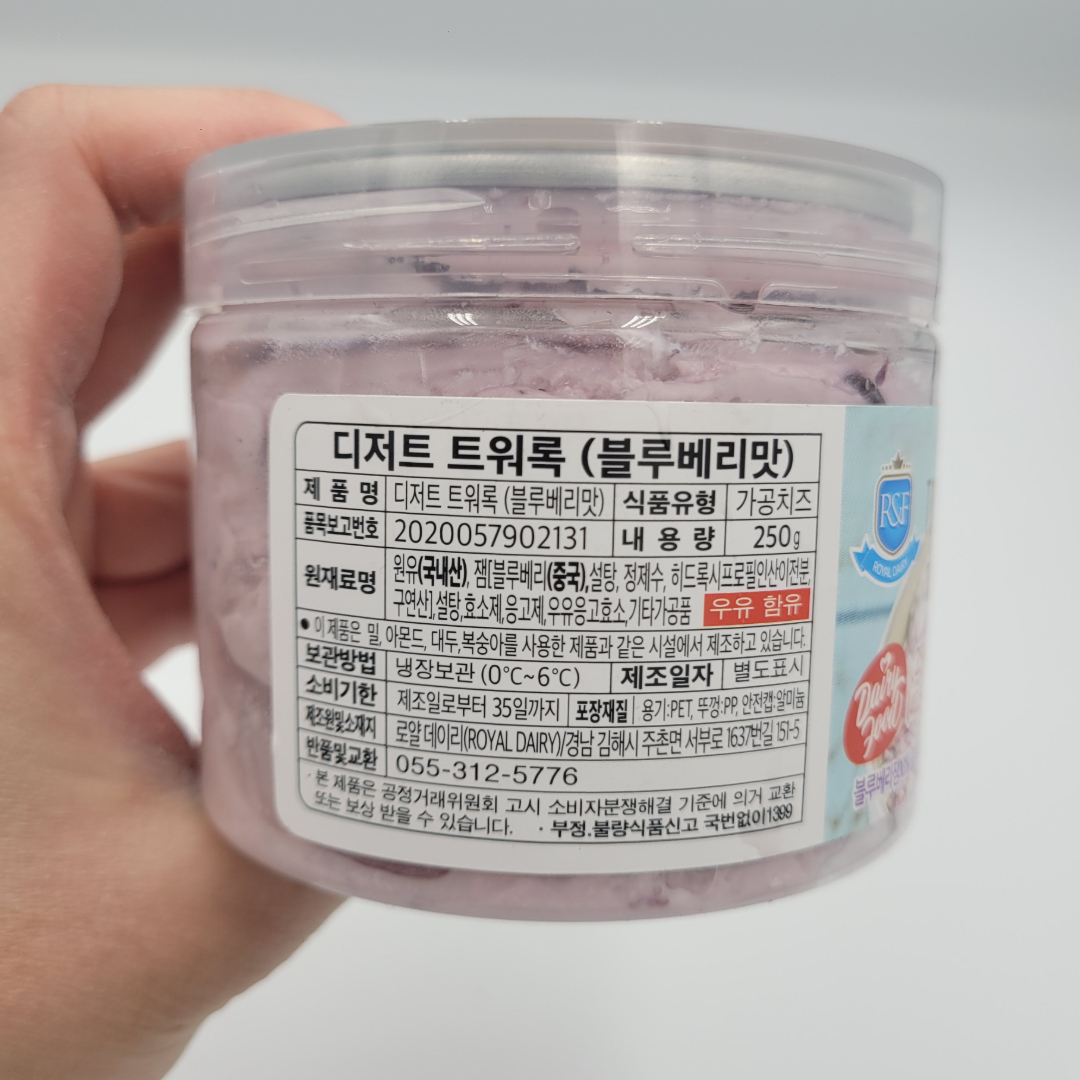 디저트 트워록 (블루베리맛)
제 품 명 디저트 트워록 (블루베리맛) 식품유형 가공치즈
품목보고번호 2020057902131 내 용 량 250g
원재료명 원유(국내산), 잼[블루베리(중국),설탕, 정제수, 히드록시프로필인산이전분,
구연산],설탕,효소제,응고제,우유응고효소,기타가공품 우유 함유
● 이 제품은 밀, 아몬드, 대두,복숭아를 사용한 제품과 같은 시설에서 제조하고 있습니다.
보관방법 냉장보관 (0℃~6℃) 제조일자 별도표시
소비기한 제조일로부터 35일까지 포장재질 용기:PET, 뚜껑:PP, 안전캡:알미늄
제조원및소재지 로얄 데이리(ROYAL DAIRY)/경남 김해시 주촌면 서부로 1637번길 151-5
반품및교환 055-312-5776
· 본 제품은 공정거래위원회 고시 소비자분쟁해결 기준에 의거 교환
또는 보상 받을 수 있습니다. · 부정.불량식품신고 국번없이1399
R&F
ROYAL DAIRY
Dairy
Food
블루베리